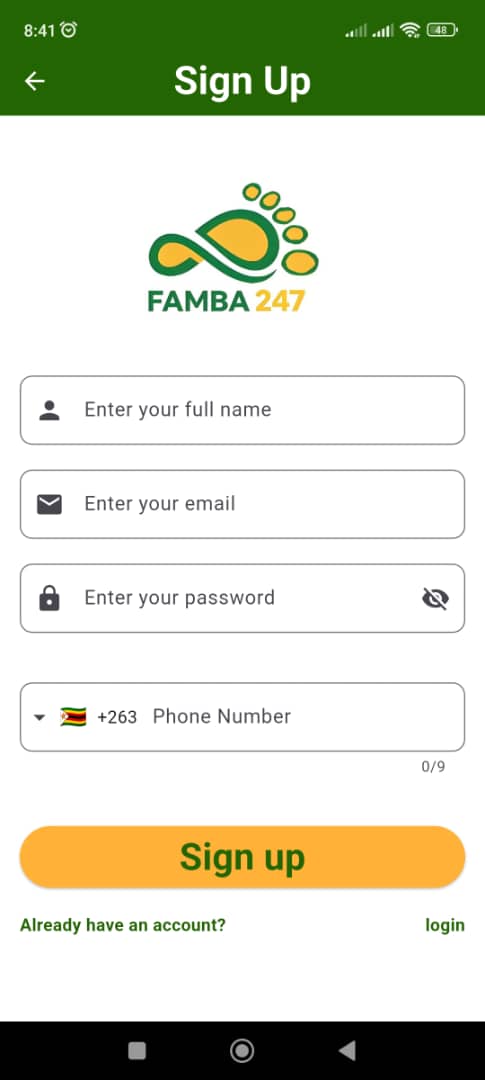 8:41
48
Sign Up
FAMBA 247
Enter your full name
Enter your email
Enter your password
+263 Phone Number
0/9
Sign up
Already have an account? login